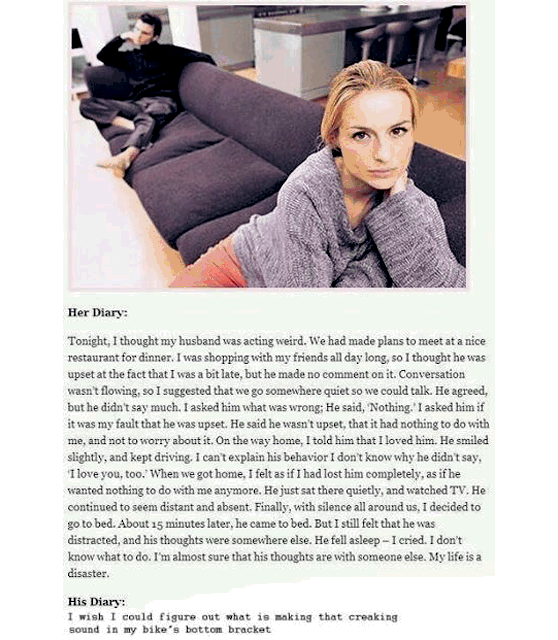 Her Diary:
Tonight, I thought my husband was acting weird. We had made plans to meet at a nice
restaurant for dinner. I was shopping with my friends all day long, so I thought he was
upset at the fact that I was a bit late, but he made no comment on it. Conversation
wasn't flowing, so I suggested that we go somewhere quiet so we could talk. He agreed,
but he didn't say much. I asked him what was wrong; He said, 'Nothing.' I asked him if
it was my fault that he was upset. He said he wasn't upset, that it had nothing to do with
me, and not to worry about it. On the way home, I told him that I loved him. He smiled
slightly, and kept driving. I can't explain his behavior I don't know why he didn't say,
'I love you, too.' When we got home, I felt as if I had lost him completely, as if he
wanted nothing to do with me anymore. He just sat there quietly, and watched TV. He
continued to seem distant and absent. Finally, with silence all around us, I decided to
go to bed. About 15 minutes later, he came to bed. But I still felt that he was
distracted, and his thoughts were somewhere else. He fell asleep – I cried. I don't
know what to do. I'm almost sure that his thoughts are with someone else. My life is a
disaster.
His Diary:
I wish I could figure out what is making that creaking
sound in my bike's bottom bracket